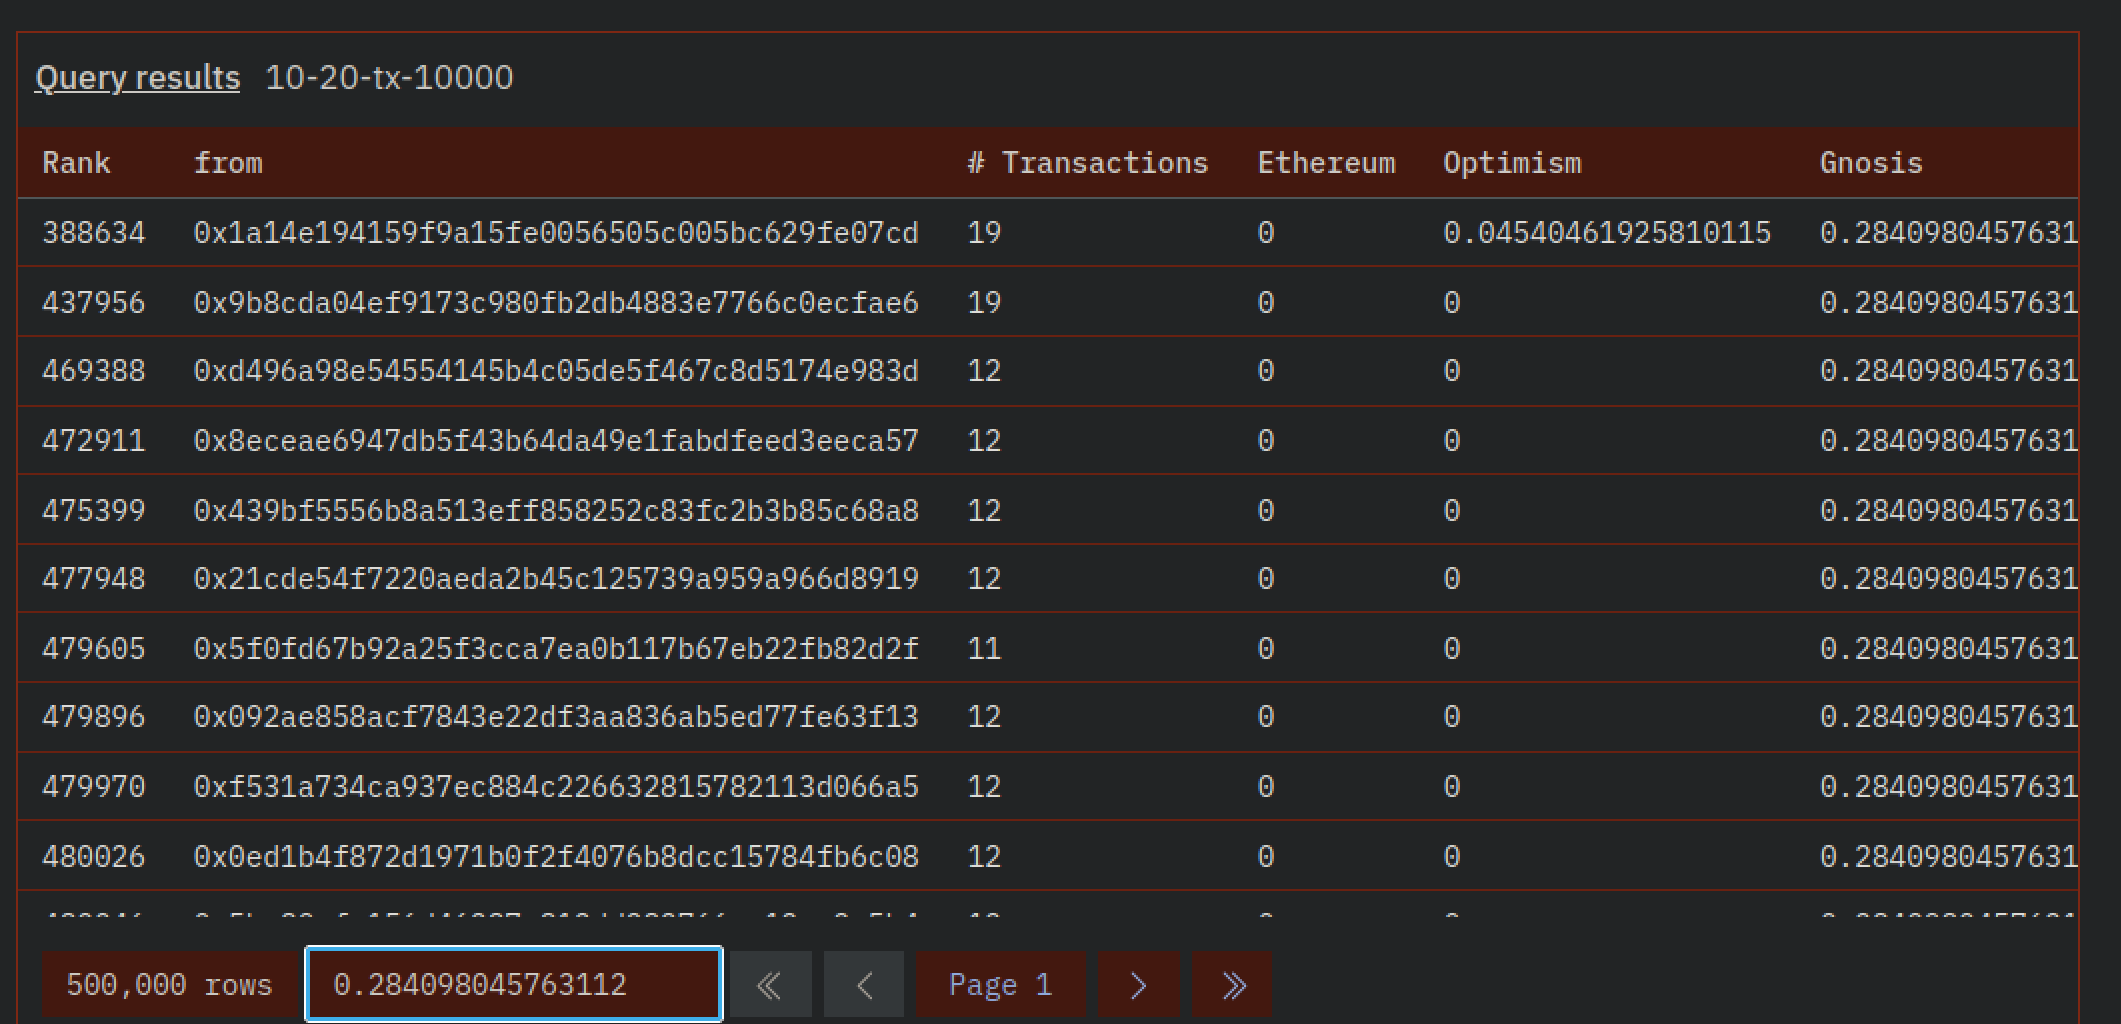 Query results 10-20-tx-10000
Rank from # Transactions Ethereum Optimism Gnosis
388634 0x1a14e194159f9a15fe0056505c005bc629fe07cd 19 0 0.04540461925810115 0.2840980457631
437956 0x9b8cda04ef9173c980fb2db4883e7766c0ecfae6 19 0 0 0.2840980457631
469388 0xd496a98e54554145b4c05de5f467c8d5174e983d 12 0 0 0.2840980457631
472911 0x8eceae6947db5f43b64da49e1fabdfeed3eeca57 12 0 0 0.2840980457631
475399 0x439bf5556b8a513eff858252c83fc2b3b85c68a8 12 0 0 0.2840980457631
477948 0x21cde54f7220aeda2b45c125739a959a966d8919 12 0 0 0.2840980457631
479605 0x5f0fd67b92a25f3cca7ea0b117b67eb22fb82d2f 11 0 0 0.2840980457631
479896 0x092ae858acf7843e22df3aa836ab5ed77fe63f13 12 0 0 0.2840980457631
479970 0xf531a734ca937ec884c226632815782113d066a5 12 0 0 0.2840980457631
480026 0x0ed1b4f872d1971b0f2f4076b8dcc15784fb6c08 12 0 0 0.2840980457631
500,000 rows 0.284098045763112 Page 1